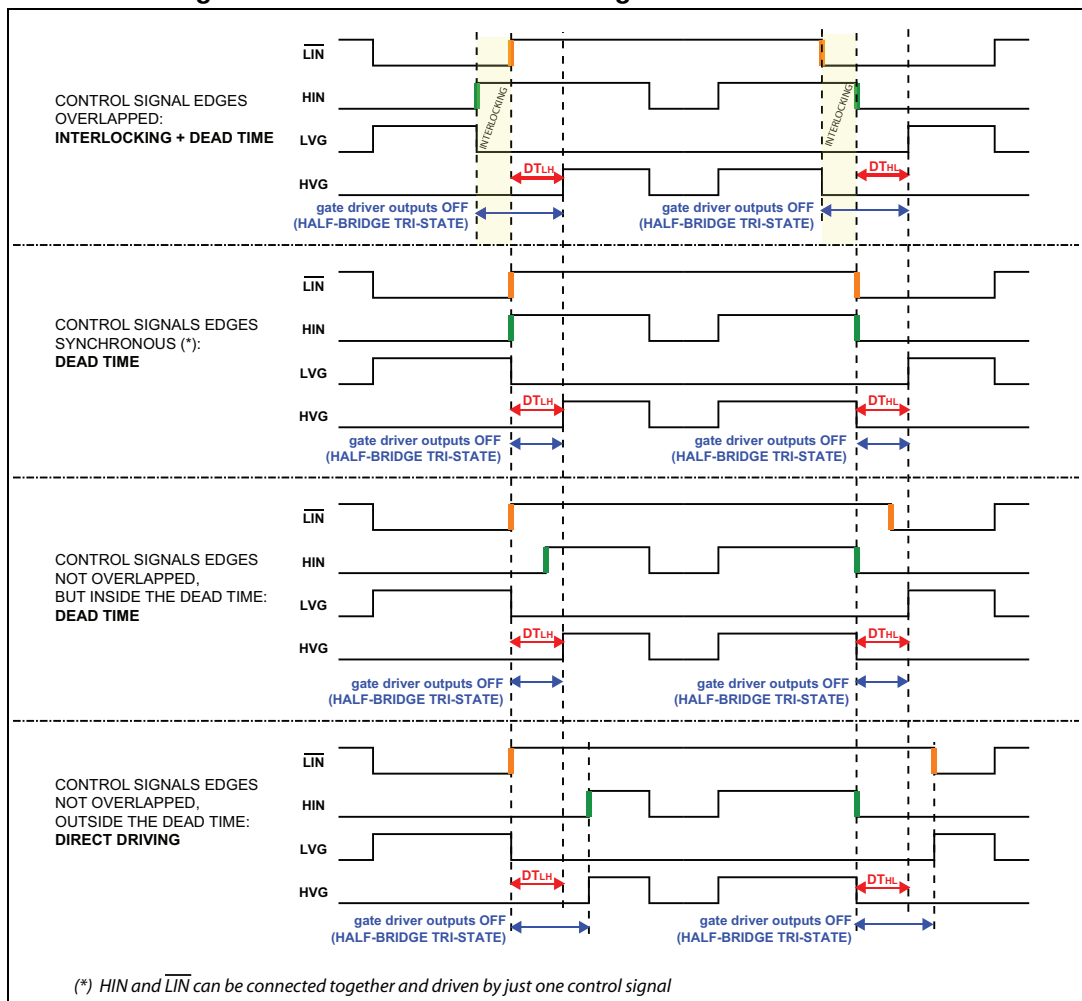 LIN
CONTROL SIGNAL EDGES
OVERLAPPED:
INTERLOCKING + DEAD TIME
HIN
LVG
HVG
INTERLOCKING
INTERLOCKING
DTLH
DTHL
gate driver outputs OFF
(HALF-BRIDGE TRI-STATE)
gate driver outputs OFF
(HALF-BRIDGE TRI-STATE)
LIN
CONTROL SIGNALS EDGES
SYNCHRONOUS (*):
DEAD TIME
HIN
LVG
HVG
DTLH
DTHL
gate driver outputs OFF
(HALF-BRIDGE TRI-STATE)
gate driver outputs OFF
(HALF-BRIDGE TRI-STATE)
LIN
CONTROL SIGNALS EDGES
NOT OVERLAPPED,
BUT INSIDE THE DEAD TIME:
DEAD TIME
HIN
LVG
HVG
DTLH
DTHL
gate driver outputs OFF
(HALF-BRIDGE TRI-STATE)
gate driver outputs OFF
(HALF-BRIDGE TRI-STATE)
LIN
CONTROL SIGNALS EDGES
NOT OVERLAPPED,
OUTSIDE THE DEAD TIME:
DIRECT DRIVING
HIN
LVG
HVG
DTLH
DTHL
gate driver outputs OFF
(HALF-BRIDGE TRI-STATE)
gate driver outputs OFF
(HALF-BRIDGE TRI-STATE)
(*) HIN and LIN can be connected together and driven by just one control signal